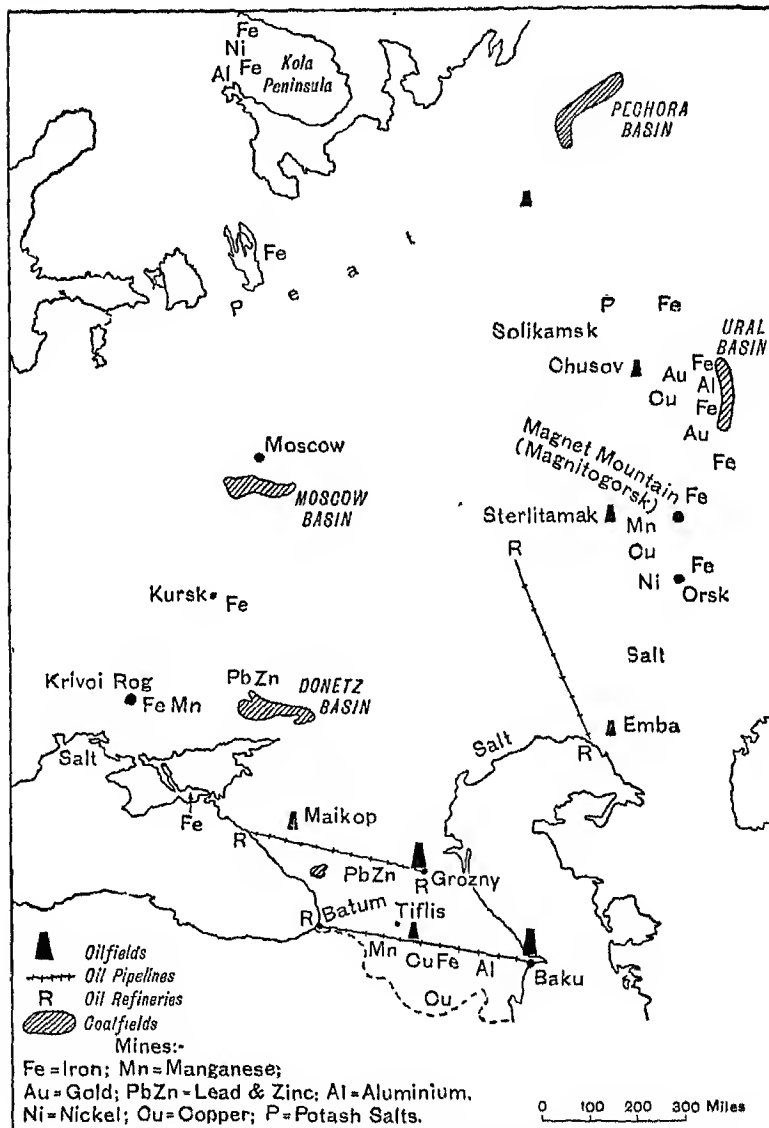 Fe
Ni
Al Fe
Kola
Peninsula
PECHORA
BASIN
Fe
Peat
P Fe
Solikamsk
URAL
BASIN
Chusov
Fe
Au Al
Cu Fe
Au
Fe
Moscow
MOSCOW
BASIN
Magnet Mountain
(Magnitogorsk)
Fe
Sterlitamak
Mn
R
Cu
Fe
Ni Orsk
Kursk
Fe
Salt
Krivoi Rog
Fe Mn
PbZn
DONETZ
BASIN
Emba
Salt
Salt
R
Fe
Maikop
R
PbZn
R Grozny
Batum
R
Tiflis
Mn
CuFe
Al
Baku
Cu
Oilfields
Oil Pipelines
R Oil Refineries
Coalfields
Mines:-
Fe=Iron; Mn=Manganese;
Au=Gold; PbZn=Lead & Zinc; Al=Aluminium.
Ni=Nickel; Cu=Copper; P=Potash Salts.
0 100 200 300 Miles